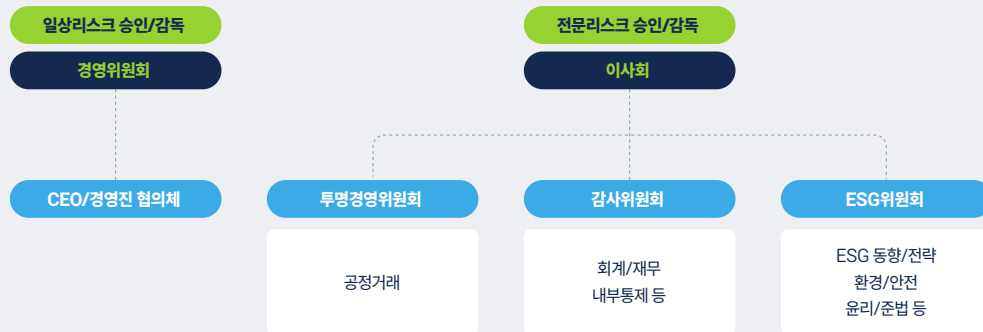 일상리스크 승인/감독
경영위원회
CEO/경영진 협의체
전문리스크 승인/감독
이사회
투명경영위원회
공정거래
감사위원회
회계/재무
내부통제 등
ESG위원회
ESG 동향/전략
환경/안전
윤리/준법 등